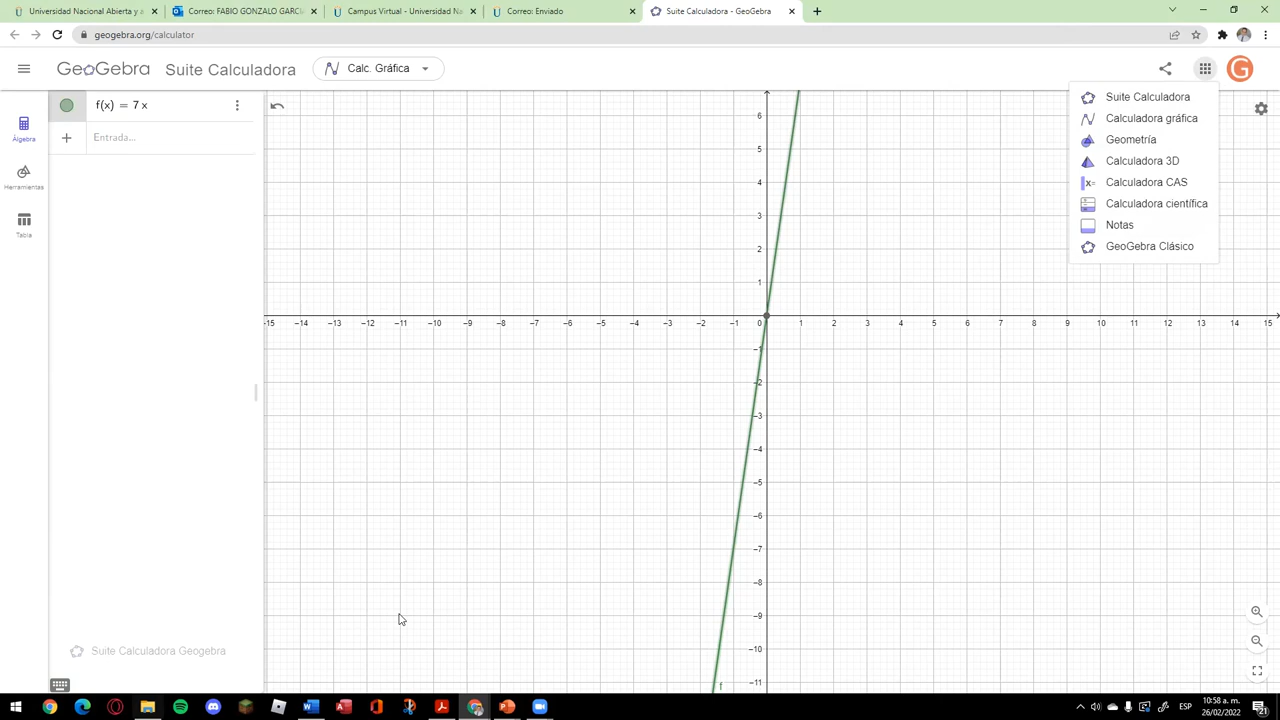 Universidad Nacional Abierta y a
Correo: FABIO GONZALO GARCI
Campus Virtual - Universidad Na
Correo: Enviado
Suite Calculadora - GeoGebra
geogebra.org/calculator
GeoGebra Suite Calculadora
Calc. Gráfica
G
f(x) = 7 x
Entrada...
Álgebra
Herramientas
Tabla
Suite Calculadora
Calculadora gráfica
Geometría
Calculadora 3D
Calculadora CAS
Calculadora científica
Notas
GeoGebra Clásico
6
5
4
3
2
1
-15 -14 -13 -12 -11 -10 -9 -8 -7 -6 -5 -4 -3 -2 -1 0 1 2 3 4 5 6 7 8 9 10 11 12 13 14 15
-1
-2
-3
-4
-5
-6
-7
-8
-9
-10
-11
f
Suite Calculadora Geogebra
ESP
10:58 a. m.
26/02/2022
21